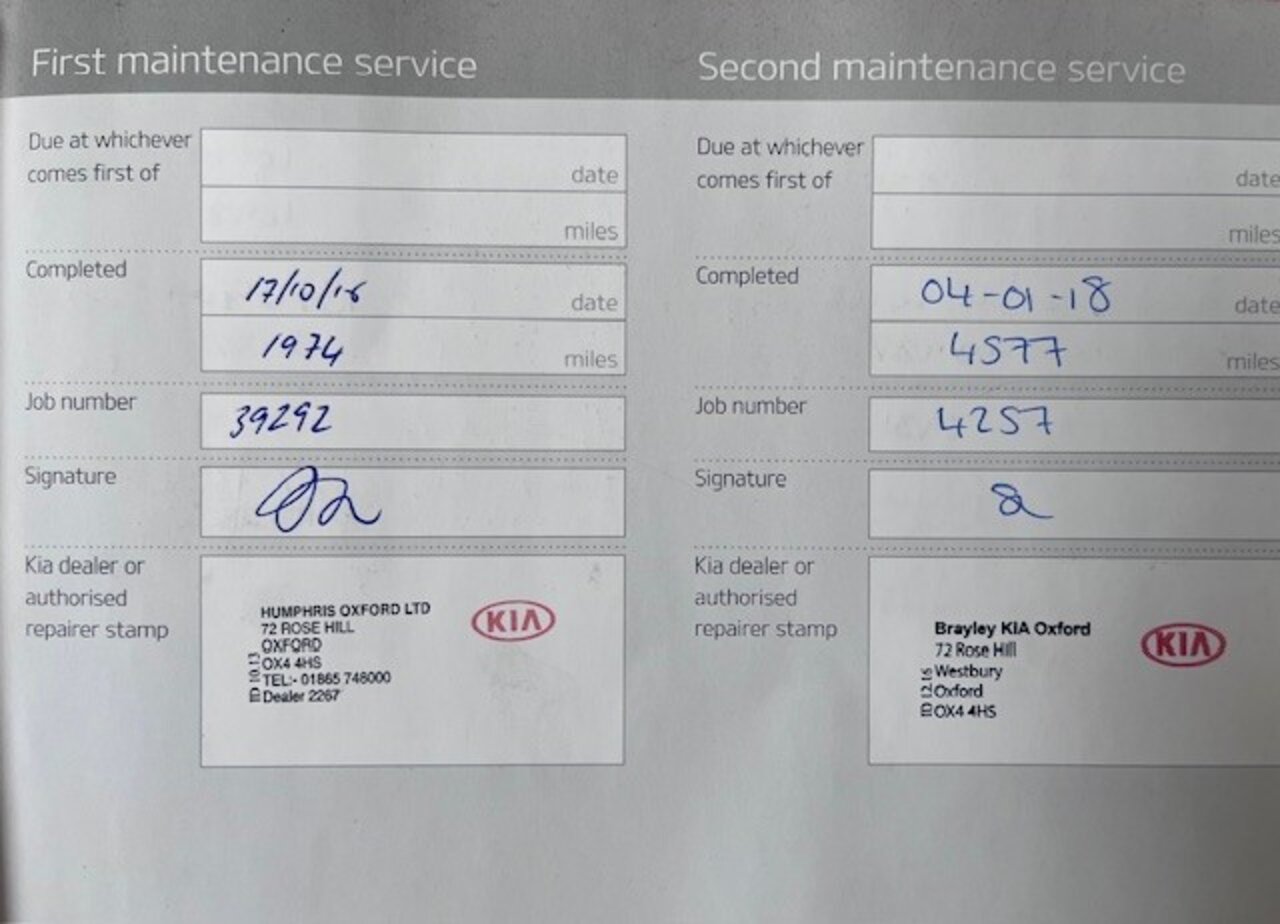 First maintenance service
Due at whichever
comes first of
date
miles
Completed
17/10/16 date
1974 miles
Job number
39292
Signature
Kia dealer or
authorised
repairer stamp
HUMPHRIS OXFORD LTD
72 ROSE HILL
OXFORD
OX4 4HS
TEL:- 01865 748000
Dealer 2267
KIA
Second maintenance service
Due at whichever
comes first of
date
miles
Completed
04-01-18 date
4577 miles
Job number
4257
Signature
Kia dealer or
authorised
repairer stamp
Brayley KIA Oxford
72 Rose Hill
Westbury
Oxford
OX4 4HS
KIA